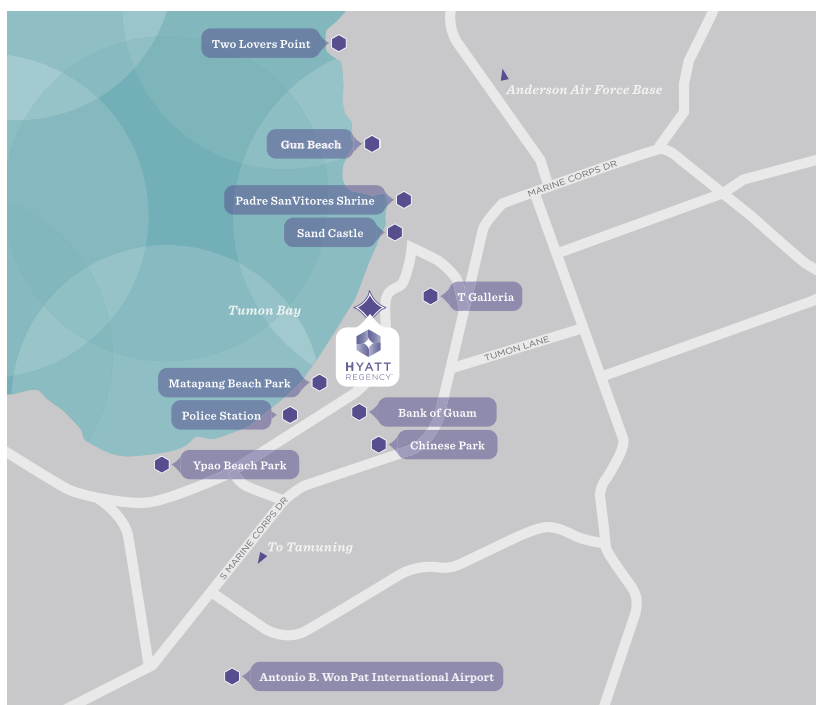 Two Lovers Point
Anderson Air Force Base
Gun Beach
MARINE CORPS DR
Padre SanVitores Shrine
Sand Castle
T Galleria
Tumon Bay
TUMON LANE
HYATT
REGENCY
Matapang Beach Park
Police Station
Bank of Guam
Chinese Park
Ypao Beach Park
S MARINE CORPS DR
To Tamuning
Antonio B. Won Pat International Airport